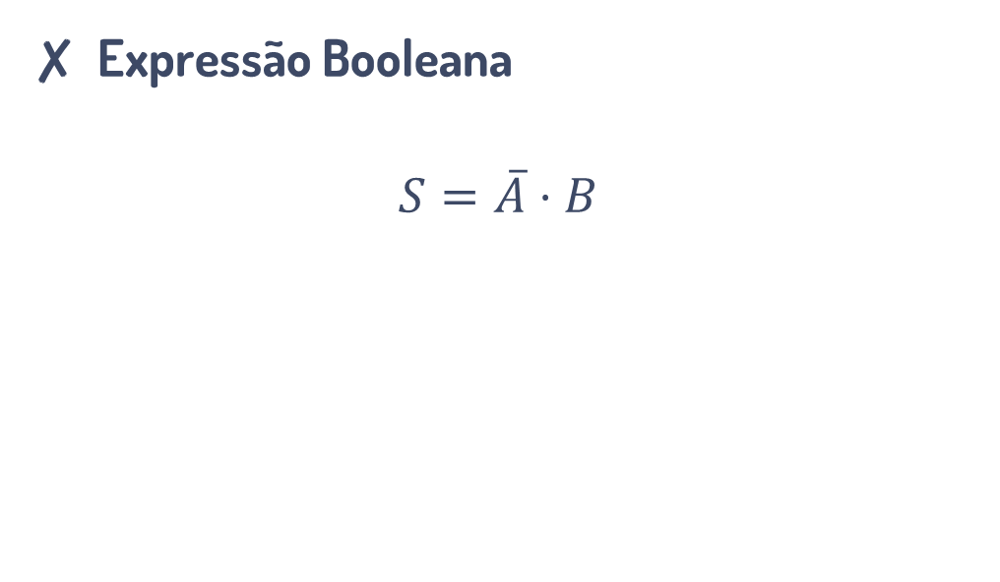 ✗ Expressão Booleana
S = Ā · B